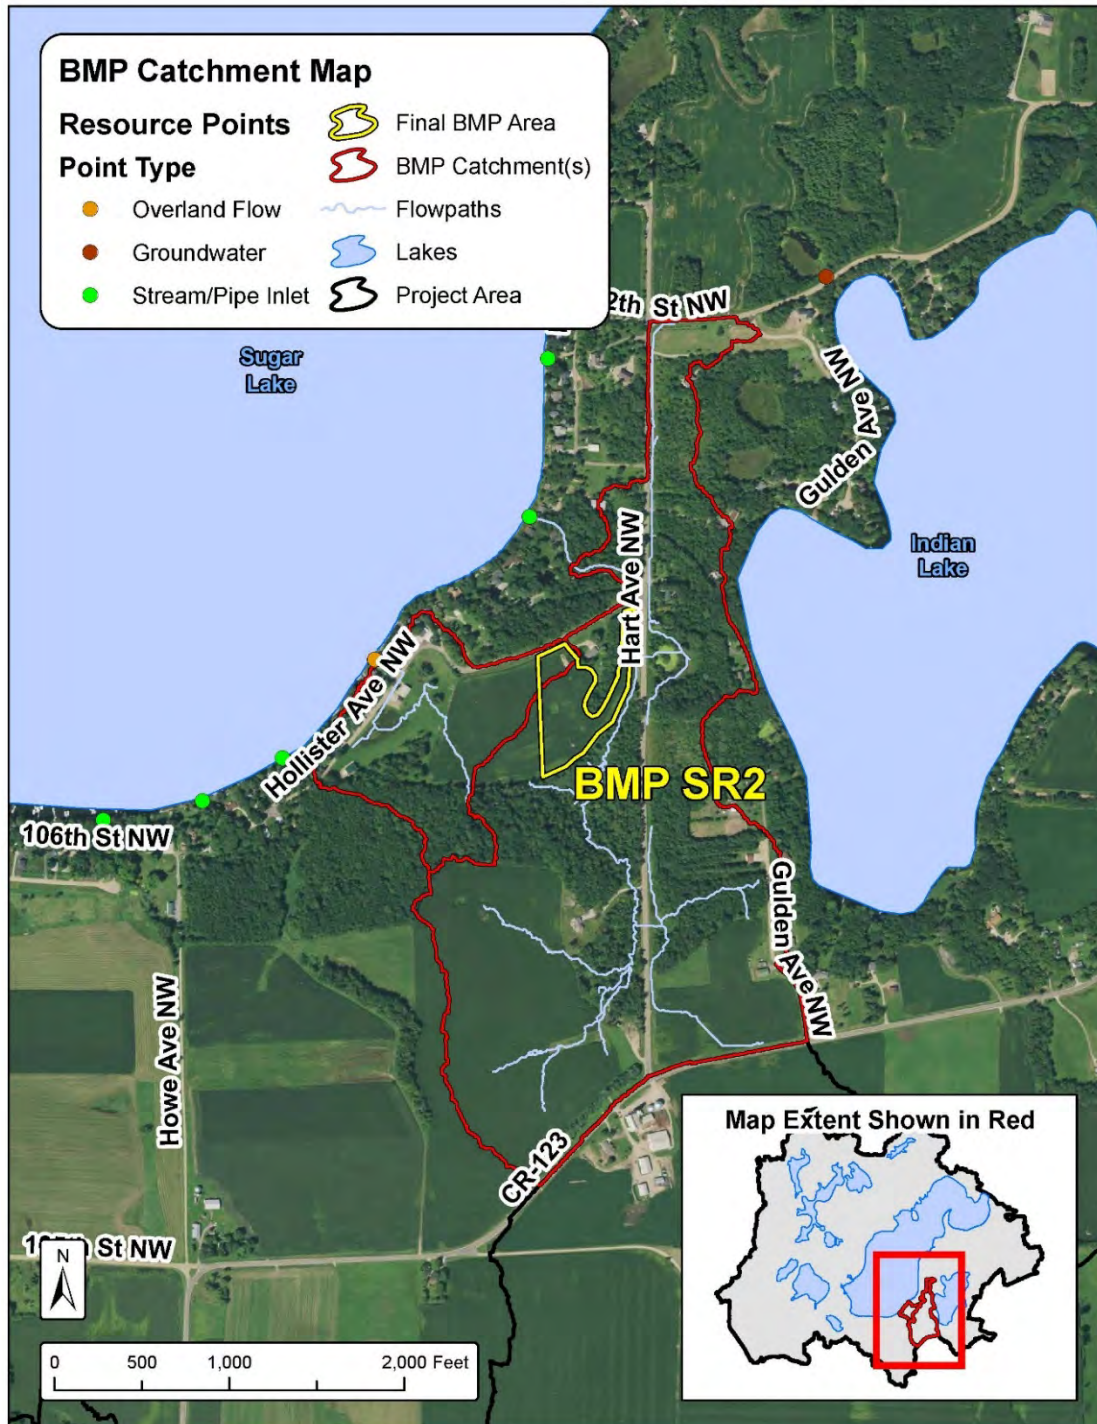 BMP Catchment Map
Resource Points
Point Type
Overland Flow
Groundwater
Stream/Pipe Inlet
Final BMP Area
BMP Catchment(s)
Flowpaths
Lakes
Project Area
2th St NW
Sugar
Lake
Gulden Ave NW
Indian
Lake
Hart Ave NW
Hollister Ave NW
BMP SR2
106th St NW
Gulden Ave NW
Howe Ave NW
CR-123
St NW
N
0 500 1,000 2,000 Feet
Map Extent Shown in Red